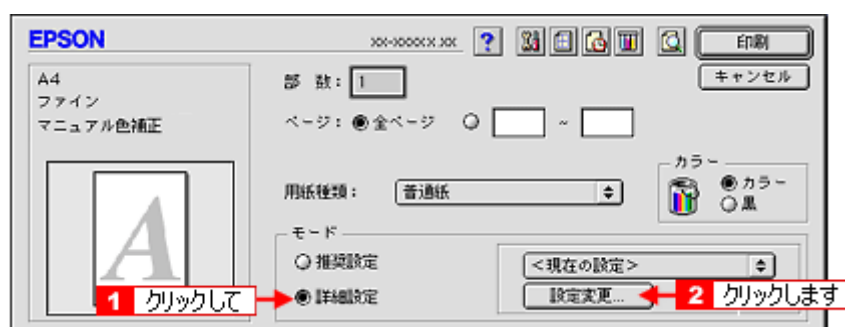 EPSON xx-xxxxx.xx ? 印刷
A4 部 数： 1 キャンセル
ファイン
マニュアル色補正 ページ： 全ページ ~
カラー
用紙種類： 普通紙 カラー
黒
A
モード
推奨設定 <現在の設定>
1 クリックして 詳細設定 設定変更... 2 クリックします